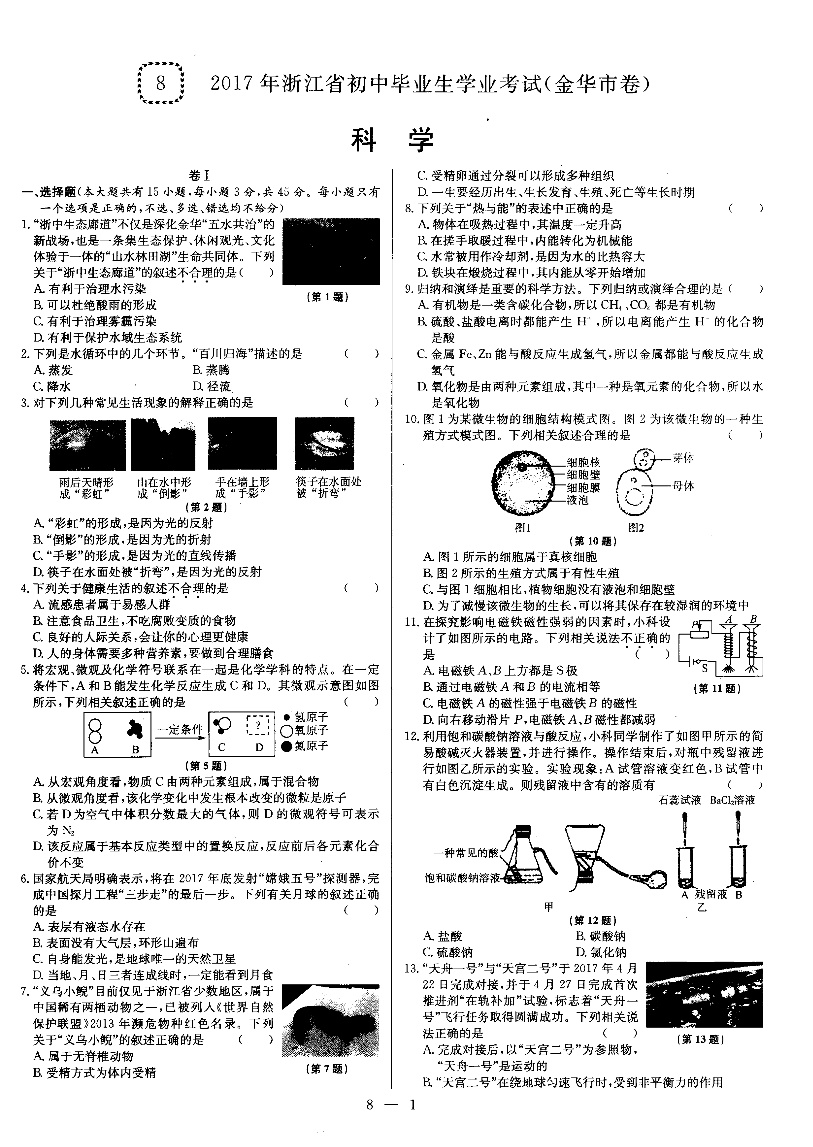 8
2017年浙江省初中毕业生学业考试(金华市卷)
科 学
卷Ⅰ
一、选择题(本大题共有15小题,每小题3分,共45分。每小题只有
一个选项是正确的,不选、多选、错选均不给分)
1.“浙中生态廊道”不仅是深化金华“五水共治”的
新战场,也是一条集生态保护、休闲观光、文化
体验于一体的“山水林田湖”生命共同体。下列
关于“浙中生态廊道”的叙述不合理的是( )
A.有利于治理水污染
B.可以杜绝酸雨的形成
C.有利于治理雾霾污染
D.有利于保护水域生态系统
(第1题)
2.下列是水循环中的几个环节。“百川归海”描述的是 ( )
A.蒸发 B.蒸腾
C.降水 D.径流
3.对下列几种常见生活现象的解释正确的是 ( )
雨后天晴形 山在水中形 手在墙上形 筷子在水面处
成“彩虹” 成“倒影” 成“手影” 被“折弯”
(第2题)
A.“彩虹”的形成,是因为光的反射
B.“倒影”的形成,是因为光的折射
C.“手影”的形成,是因为光的直线传播
D.筷子在水面处被“折弯”,是因为光的反射
4.下列关于健康生活的叙述不合理的是 ( )
A.流感患者属于易感人群
B.注意食品卫生,不吃腐败变质的食物
C.良好的人际关系,会让你的心理更健康
D.人的身体需要多种营养素,要做到合理膳食
5.将宏观、微观及化学符号联系在一起是化学学科的特点。在一定
条件下,A和B能发生化学反应生成C和D。其微观示意图如图
所示,下列相关叙述正确的是 ( )
A B 一定条件 C D ?
氢原子
氧原子
氮原子
(第5题)
A.从宏观角度看,物质C由两种元素组成,属于混合物
B.从微观角度看,该化学变化中发生根本改变的微粒是原子
C.若D为空气中体积分数最大的气体,则D的微观符号可表示
为N₂
D.该反应属于基本反应类型中的置换反应,反应前后各元素化合
价不变
6.国家航天局明确表示,将在2017年底发射“嫦娥五号”探测器,完
成中国探月工程“三步走”的最后一步。下列有关月球的叙述正确
的是 ( )
A.表层有液态水存在
B.表面没有大气层,环形山遍布
C.自身能发光,是地球唯一的天然卫星
D.当地、月、日三者连成线时,一定能看到月食
7.“义乌小鲵”目前仅见于浙江省少数地区,属于
中国稀有两栖动物之一,已被列入《世界自然
保护联盟》2013年濒危物种红色名录。下列
关于“义乌小鲵”的叙述正确的是 ( )
A.属于无脊椎动物
B.受精方式为体内受精
(第7题)
C.受精卵通过分裂可以形成多种组织
D.一生要经历出生、生长发育、生殖、死亡等生长时期
8.下列关于“热与能”的表述中正确的是 ( )
A.物体在吸热过程中,其温度一定升高
B.在搓手取暖过程中,内能转化为机械能
C.水常被用作冷却剂,是因为水的比热容大
D.铁块在煅烧过程中,其内能从零开始增加
9.归纳和演绎是重要的科学方法。下列归纳或演绎合理的是( )
A.有机物是一类含碳化合物,所以CH₄、CO₂都是有机物
B.硫酸、盐酸电离时都能产生H⁺,所以电离能产生H⁺的化合物
是酸
C.金属Fe、Zn能与酸反应生成氢气,所以金属都能与酸反应生成
氢气
D.氧化物是由两种元素组成,其中一种是氧元素的化合物,所以水
是氧化物
10.图1为某微生物的细胞结构模式图。图2为该微生物的一种生
殖方式模式图。下列相关叙述合理的是 ( )
细胞核
细胞壁
细胞膜
液泡
芽体
母体
图1 图2
(第10题)
A.图1所示的细胞属于真核细胞
B.图2所示的生殖方式属于有性生殖
C.与图1细胞相比,植物细胞没有液泡和细胞壁
D.为了减慢该微生物的生长,可以将其保存在较湿润的环境中
11.在探究影响电磁铁磁性强弱的因素时,小科设
计了如图所示的电路。下列相关说法不正确的
是 ( )
P A B
S
(第11题)
A.电磁铁A、B上方都是S极
B.通过电磁铁A和B的电流相等
C.电磁铁A的磁性强于电磁铁B的磁性
D.向右移动滑片P,电磁铁A、B磁性都减弱
12.利用饱和碳酸钠溶液与酸反应,小科同学制作了如图甲所示的简
易酸碱灭火器装置,并进行操作。操作结束后,对瓶中残留液进
行如图乙所示的实验。实验现象:A试管溶液变红色,B试管中
有白色沉淀生成。则残留液中含有的溶质有 ( )
石蕊试液 BaCl₂溶液
一种常见的酸
饱和碳酸钠溶液
A 残留液 B
甲 乙
(第12题)
A.盐酸 B.碳酸钠
C.硫酸钠 D.氯化钠
13.“天舟一号”与“天宫二号”于2017年4月
22日完成对接,并于4月27日完成首次
推进剂“在轨补加”试验,标志着“天舟一
号”飞行任务取得圆满成功。下列相关说
法正确的是 ( )
(第13题)
A.完成对接后,以“天宫二号”为参照物,
“天舟一号”是运动的
B.“天宫二号”在绕地球匀速飞行时,受到非平衡力的作用
8 — 1